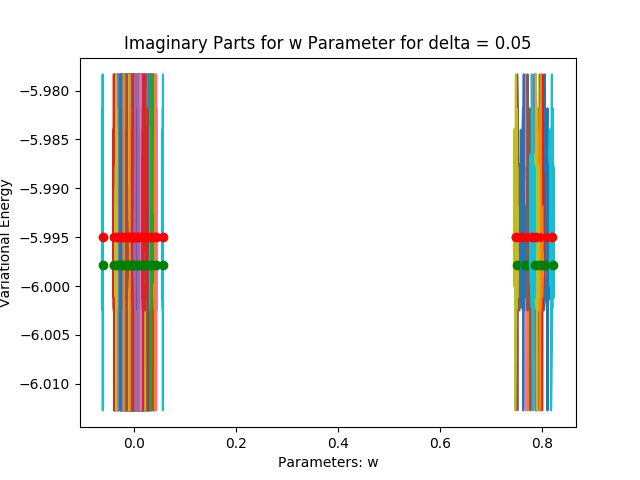 Imaginary Parts for w Parameter for delta = 0.05
−5.980
−5.985
−5.990
−5.995
−6.000
−6.005
−6.010
Variational Energy
0.0 0.2 0.4 0.6 0.8
Parameters: w